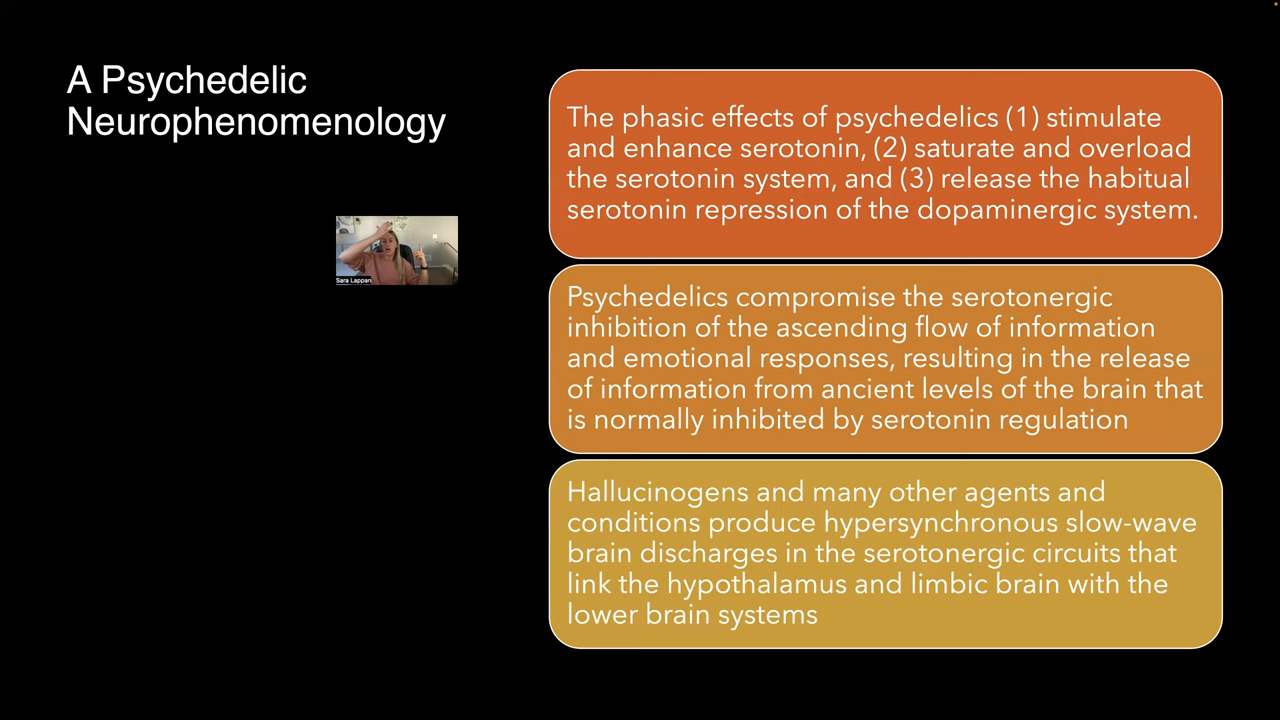 A Psychedelic
Neurophenomenology
Sara Lappan
The phasic effects of psychedelics (1) stimulate
and enhance serotonin, (2) saturate and overload
the serotonin system, and (3) release the habitual
serotonin repression of the dopaminergic system.
Psychedelics compromise the serotonergic
inhibition of the ascending flow of information
and emotional responses, resulting in the release
of information from ancient levels of the brain that
is normally inhibited by serotonin regulation
Hallucinogens and many other agents and
conditions produce hypersynchronous slow-wave
brain discharges in the serotonergic circuits that
link the hypothalamus and limbic brain with the
lower brain systems